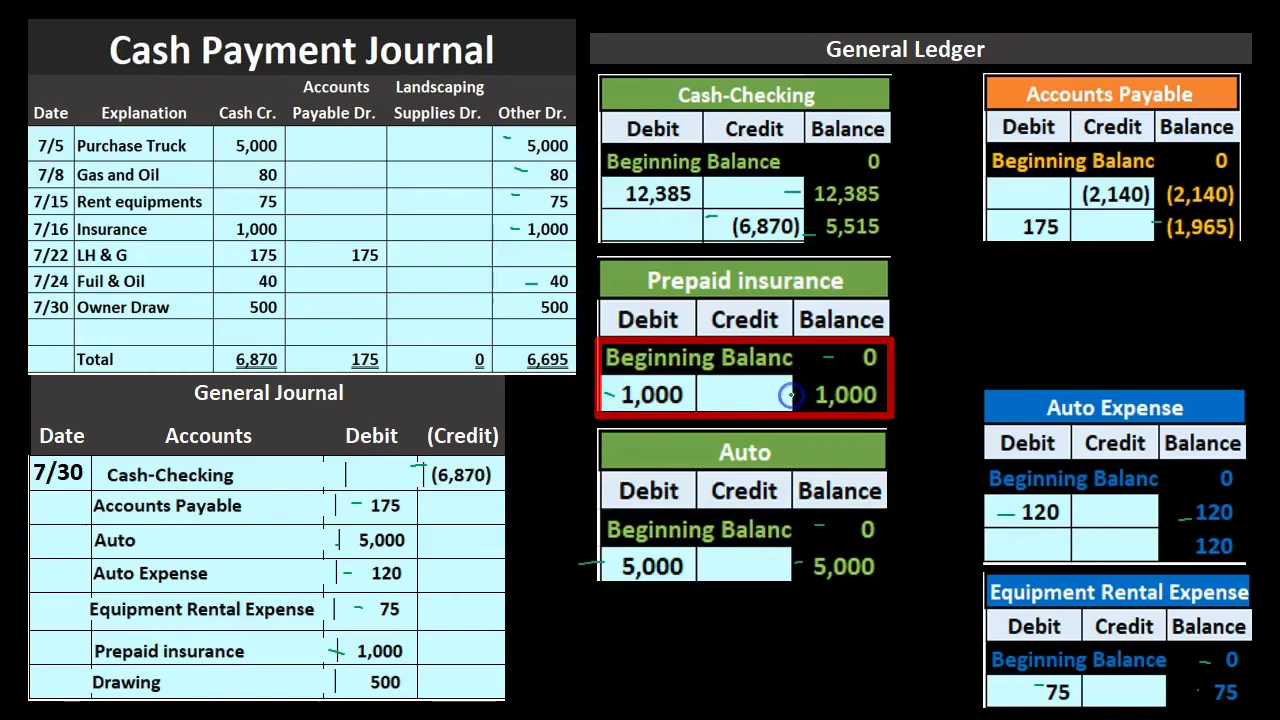 Cash Payment Journal
Accounts Landscaping
Date Explanation Cash Cr. Payable Dr. Supplies Dr. Other Dr.
7/5 Purchase Truck 5,000 5,000
7/8 Gas and Oil 80 80
7/15 Rent equipments 75 75
7/16 Insurance 1,000 1,000
7/22 LH & G 175 175
7/24 Fuil & Oil 40 40
7/30 Owner Draw 500 500
Total 6,870 175 0 6,695
General Journal
Date Accounts Debit (Credit)
7/30 Cash-Checking (6,870)
Accounts Payable 175
Auto 5,000
Auto Expense 120
Equipment Rental Expense 75
Prepaid insurance 1,000
Drawing 500
General Ledger
Cash-Checking
Debit Credit Balance
Beginning Balance 0
12,385 12,385
(6,870) 5,515
Prepaid insurance
Debit Credit Balance
Beginning Balanc 0
1,000 1,000
Auto
Debit Credit Balance
Beginning Balanc 0
5,000 5,000
Accounts Payable
Debit Credit Balance
Beginning Balanc 0
(2,140) (2,140)
175 (1,965)
Auto Expense
Debit Credit Balance
Beginning Balanc 0
120 120
120
Equipment Rental Expense
Debit Credit Balance
Beginning Balance 0
75 75